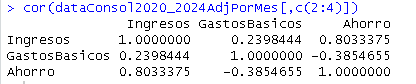 > cor(dataConsol2020_2024AdjPorMes[,c(2:4)])
Ingresos GastosBasicos Ahorro
Ingresos 1.0000000 0.2398444 0.8033375
GastosBasicos 0.2398444 1.0000000 -0.3854655
Ahorro 0.8033375 -0.3854655 1.0000000